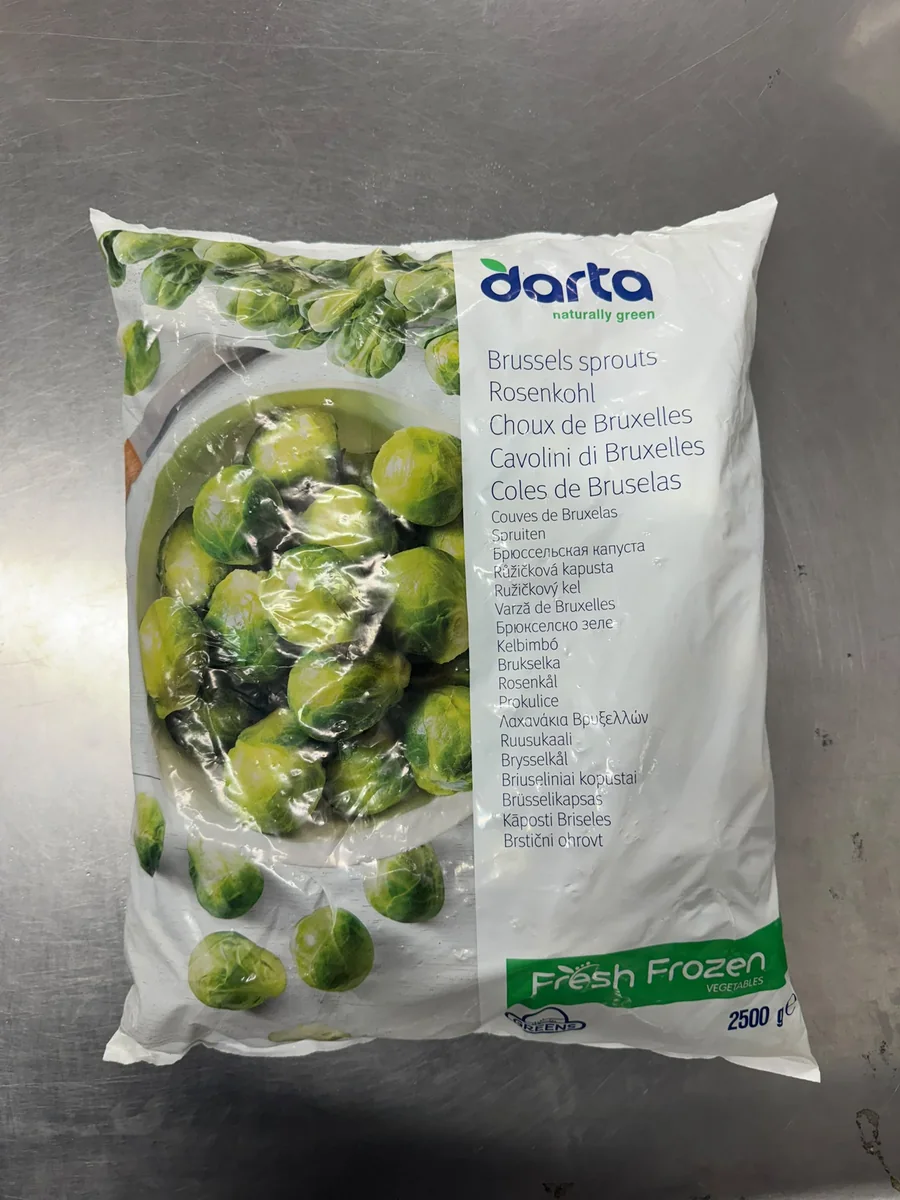 darta
naturally green
Brussels sprouts
Rosenkohl
Choux de Bruxelles
Cavolini di Bruxelles
Coles de Bruselas
Couves de Bruxelas
Spruiten
Брюссельская капуста
Růžičková kapusta
Ružičkový kel
Varză de Bruxelles
Брюкселско зеле
Kelbimbó
Brukselka
Rosenkål
Prokulice
Λαχανάκια Βρυξελλών
Ruusukaali
Brysselkål
Briuseliniai kopūstai
Brüsselikapsas
Kāposti Briseles
Brstični ohrovt
Fresh Frozen
VEGETABLES
GREENS
2500 g e